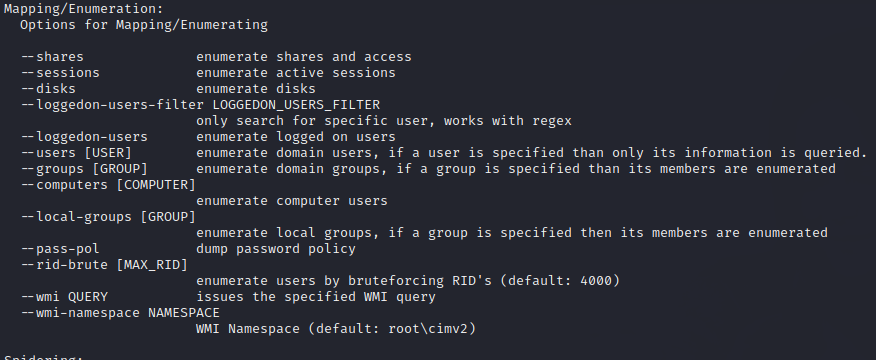 Mapping/Enumeration:
Options for Mapping/Enumerating
--shares enumerate shares and access
--sessions enumerate active sessions
--disks enumerate disks
--loggedon-users-filter LOGGEDON_USERS_FILTER
only search for specific user, works with regex
--loggedon-users enumerate logged on users
--users [USER] enumerate domain users, if a user is specified than only its information is queried.
--groups [GROUP] enumerate domain groups, if a group is specified than its members are enumerated
--computers [COMPUTER]
enumerate computer users
--local-groups [GROUP]
enumerate local groups, if a group is specified then its members are enumerated
--pass-pol dump password policy
--rid-brute [MAX_RID]
enumerate users by bruteforcing RID's (default: 4000)
--wmi QUERY issues the specified WMI query
--wmi-namespace NAMESPACE
WMI Namespace (default: root\cimv2)
Spidering: